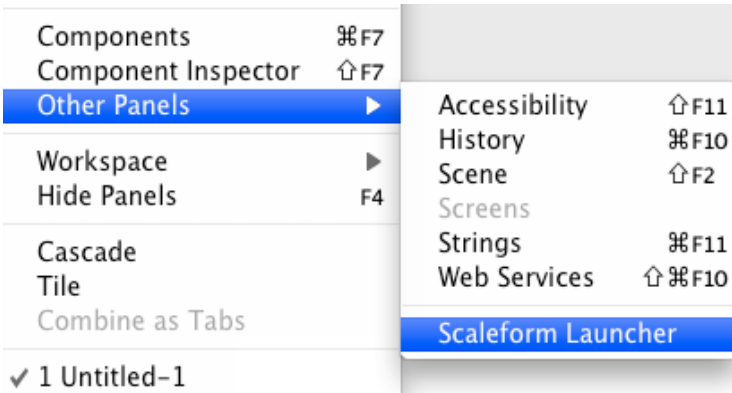 Components ⌘F7
Component Inspector ⇧F7
Other Panels ▶
Workspace ▶
Hide Panels F4
Cascade
Tile
Combine as Tabs
✓ 1 Untitled-1
Accessibility ⇧F11
History ⌘F10
Scene ⇧F2
Screens
Strings ⌘F11
Web Services ⇧⌘F10
Scaleform Launcher